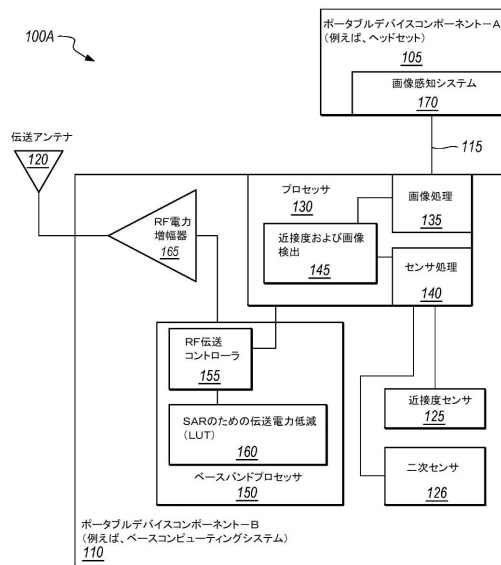 100A
ポータブルデバイスコンポーネント－A
(例えば、ヘッドセット)
105
画像感知システム
170
115
伝送アンテナ
120
RF電力
増幅器
165
プロセッサ
130
画像処理
135
近接度および画像
検出
145
センサ処理
140
RF伝送
コントローラ
155
SARのための伝送電力低減
(LUT)
160
ベースバンドプロセッサ
150
近接度センサ
125
二次センサ
126
ポータブルデバイスコンポーネント－B
(例えば、ベースコンピューティングシステム)
110